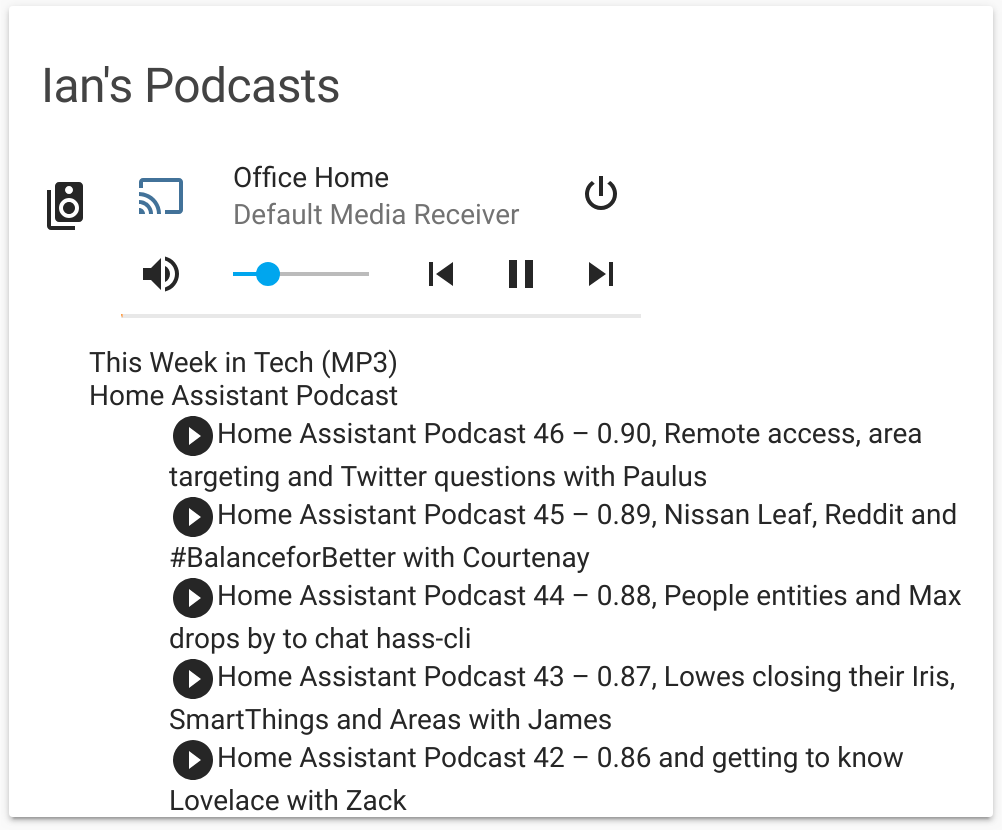 Ian's Podcasts
Office Home
Default Media Receiver
This Week in Tech (MP3)
Home Assistant Podcast
Home Assistant Podcast 46 – 0.90, Remote access, area
targeting and Twitter questions with Paulus
Home Assistant Podcast 45 – 0.89, Nissan Leaf, Reddit and
#BalanceforBetter with Courtenay
Home Assistant Podcast 44 – 0.88, People entities and Max
drops by to chat hass-cli
Home Assistant Podcast 43 – 0.87, Lowes closing their Iris,
SmartThings and Areas with James
Home Assistant Podcast 42 – 0.86 and getting to know
Lovelace with Zack